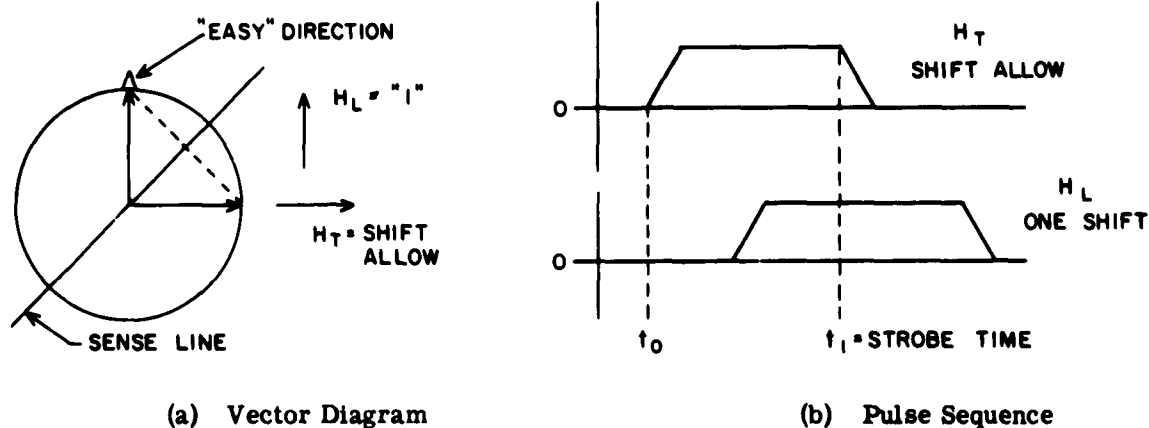 "EASY" DIRECTION
H_L = "1"
H_T = SHIFT
ALLOW
SENSE LINE
(a) Vector Diagram
H_T
SHIFT ALLOW
0
H_L
ONE SHIFT
0
t_0
t_1 = STROBE TIME
(b) Pulse Sequence